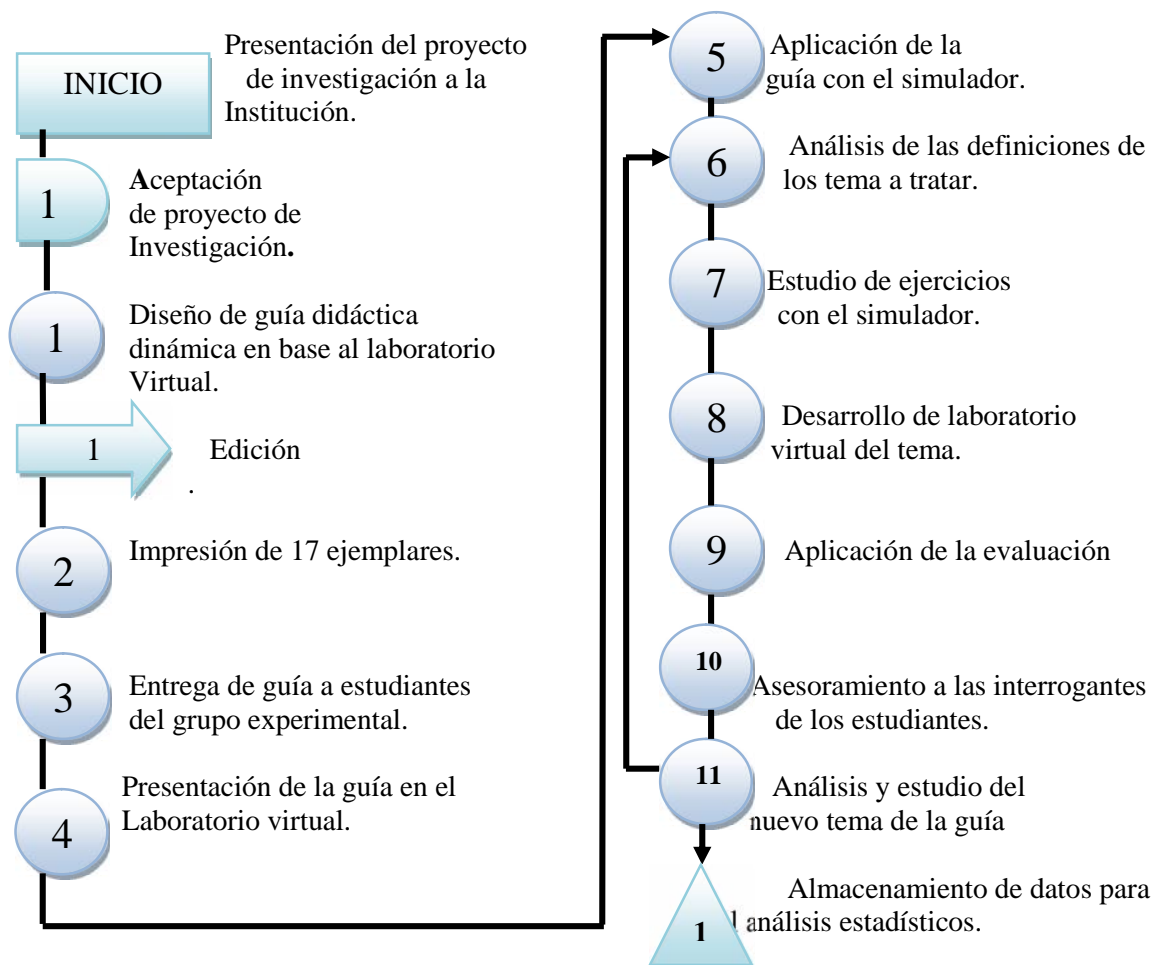 INICIO
Presentación del proyecto
de investigación a la
Institución.
1
Aceptación
de proyecto de
Investigación.
1
Diseño de guía didáctica
dinámica en base al laboratorio
Virtual.
1
Edición
.
2
Impresión de 17 ejemplares.
3
Entrega de guía a estudiantes
del grupo experimental.
4
Presentación de la guía en el
Laboratorio virtual.
5
Aplicación de la
guía con el simulador.
6
Análisis de las definiciones de
los tema a tratar.
7
Estudio de ejercicios
con el simulador.
8
Desarrollo de laboratorio
virtual del tema.
9
Aplicación de la evaluación
10
Asesoramiento a las interrogantes
de los estudiantes.
11
Análisis y estudio del
nuevo tema de la guía
1
Almacenamiento de datos para
l análisis estadísticos.